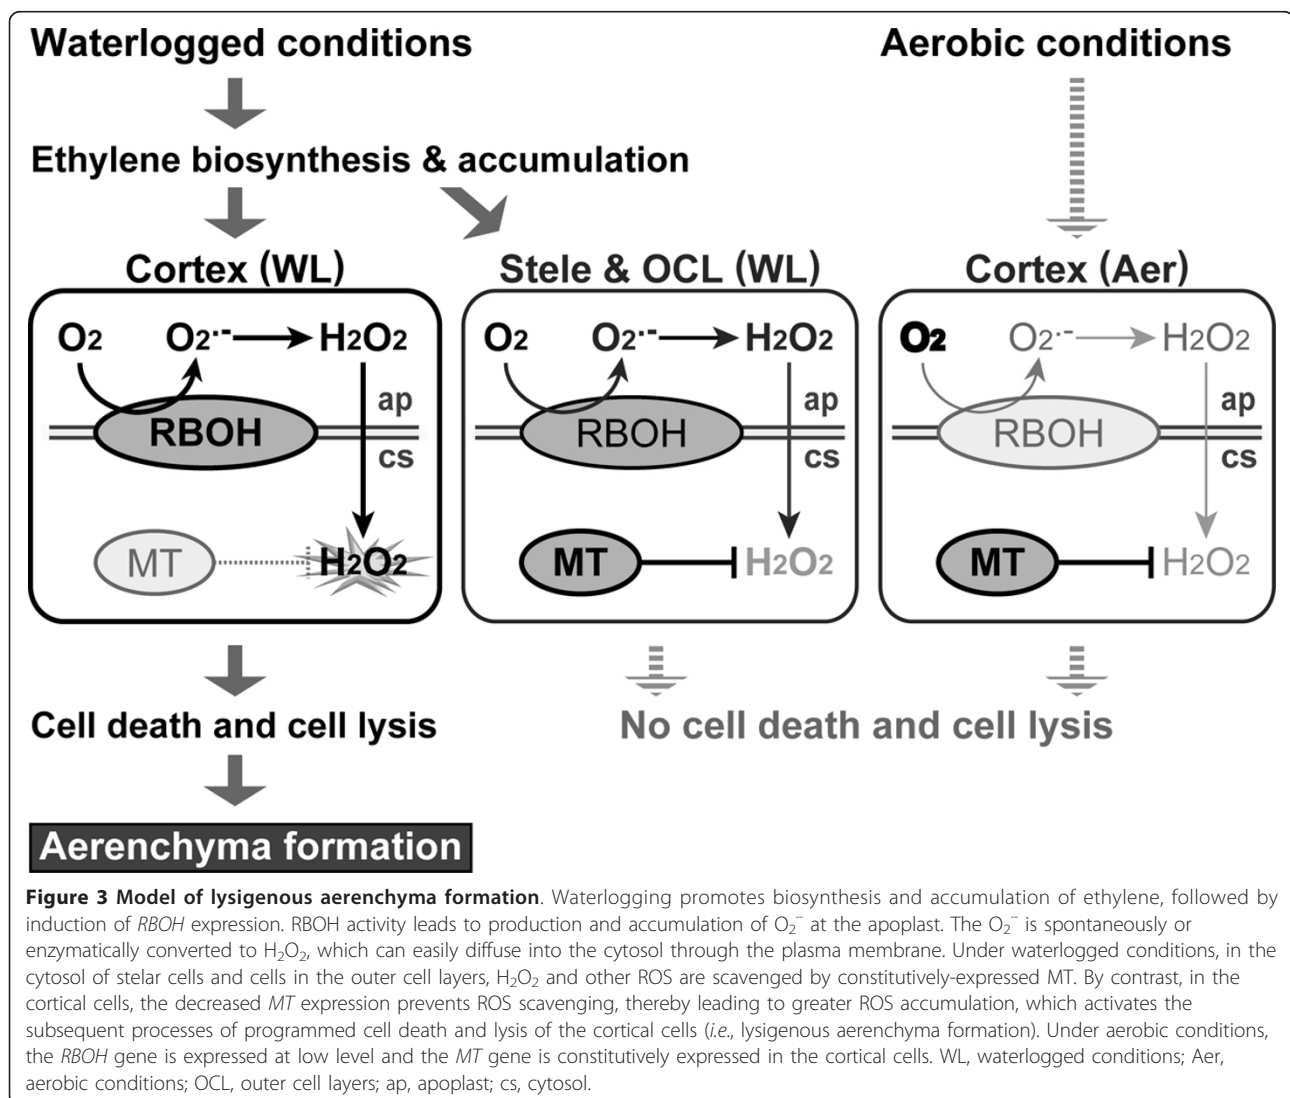 Waterlogged conditions
Aerobic conditions
Ethylene biosynthesis & accumulation
Cortex (WL)
Stele & OCL (WL)
Cortex (Aer)
O2 O2·- H2O2
ap
RBOH
cs
MT
H2O2
O2 O2·- H2O2
ap
RBOH
cs
MT
H2O2
O2 O2·- H2O2
ap
RBOH
cs
MT
H2O2
Cell death and cell lysis
No cell death and cell lysis
Aerenchyma formation
Figure 3 Model of lysigenous aerenchyma formation. Waterlogging promotes biosynthesis and accumulation of ethylene, followed by
induction of RBOH expression. RBOH activity leads to production and accumulation of O₂·⁻ at the apoplast. The O₂·⁻ is spontaneously or
enzymatically converted to H₂O₂, which can easily diffuse into the cytosol through the plasma membrane. Under waterlogged conditions, in the
cytosol of stelar cells and cells in the outer cell layers, H₂O₂ and other ROS are scavenged by constitutively-expressed MT. By contrast, in the
cortical cells, the decreased MT expression prevents ROS scavenging, thereby leading to greater ROS accumulation, which activates the
subsequent processes of programmed cell death and lysis of the cortical cells (i.e., lysigenous aerenchyma formation). Under aerobic conditions,
the RBOH gene is expressed at low level and the MT gene is constitutively expressed in the cortical cells. WL, waterlogged conditions; Aer,
aerobic conditions; OCL, outer cell layers; ap, apoplast; cs, cytosol.